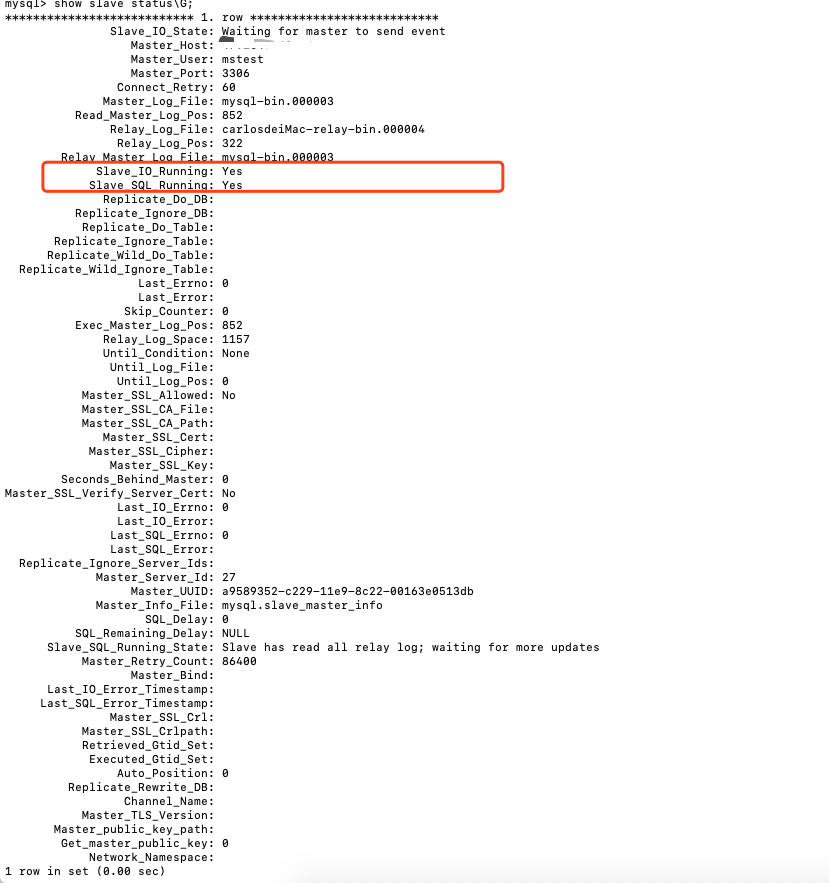 mysql> show slave status\G;
*************************** 1. row ***************************
Slave_IO_State: Waiting for master to send event
Master_Host:
Master_User: mstest
Master_Port: 3306
Connect_Retry: 60
Master_Log_File: mysql-bin.000003
Read_Master_Log_Pos: 852
Relay_Log_File: carlosdeiMac-relay-bin.000004
Relay_Log_Pos: 322
Relay_Master_Log_File: mysql-bin.000003
Slave_IO_Running: Yes
Slave_SQL_Running: Yes
Replicate_Do_DB:
Replicate_Ignore_DB:
Replicate_Do_Table:
Replicate_Ignore_Table:
Replicate_Wild_Do_Table:
Replicate_Wild_Ignore_Table:
Last_Errno: 0
Last_Error:
Skip_Counter: 0
Exec_Master_Log_Pos: 852
Relay_Log_Space: 1157
Until_Condition: None
Until_Log_File:
Until_Log_Pos: 0
Master_SSL_Allowed: No
Master_SSL_CA_File:
Master_SSL_CA_Path:
Master_SSL_Cert:
Master_SSL_Cipher:
Master_SSL_Key:
Seconds_Behind_Master: 0
Master_SSL_Verify_Server_Cert: No
Last_IO_Errno: 0
Last_IO_Error:
Last_SQL_Errno: 0
Last_SQL_Error:
Replicate_Ignore_Server_Ids:
Master_Server_Id: 27
Master_UUID: a9589352-c229-11e9-8c22-00163e0513db
Master_Info_File: mysql.slave_master_info
SQL_Delay: 0
SQL_Remaining_Delay: NULL
Slave_SQL_Running_State: Slave has read all relay log; waiting for more updates
Master_Retry_Count: 86400
Master_Bind:
Last_IO_Error_Timestamp:
Last_SQL_Error_Timestamp:
Master_SSL_Crl:
Master_SSL_Crlpath:
Retrieved_Gtid_Set:
Executed_Gtid_Set:
Auto_Position: 0
Replicate_Rewrite_DB:
Channel_Name:
Master_TLS_Version:
Master_public_key_path:
Get_master_public_key: 0
Network_Namespace:
1 row in set (0.00 sec)